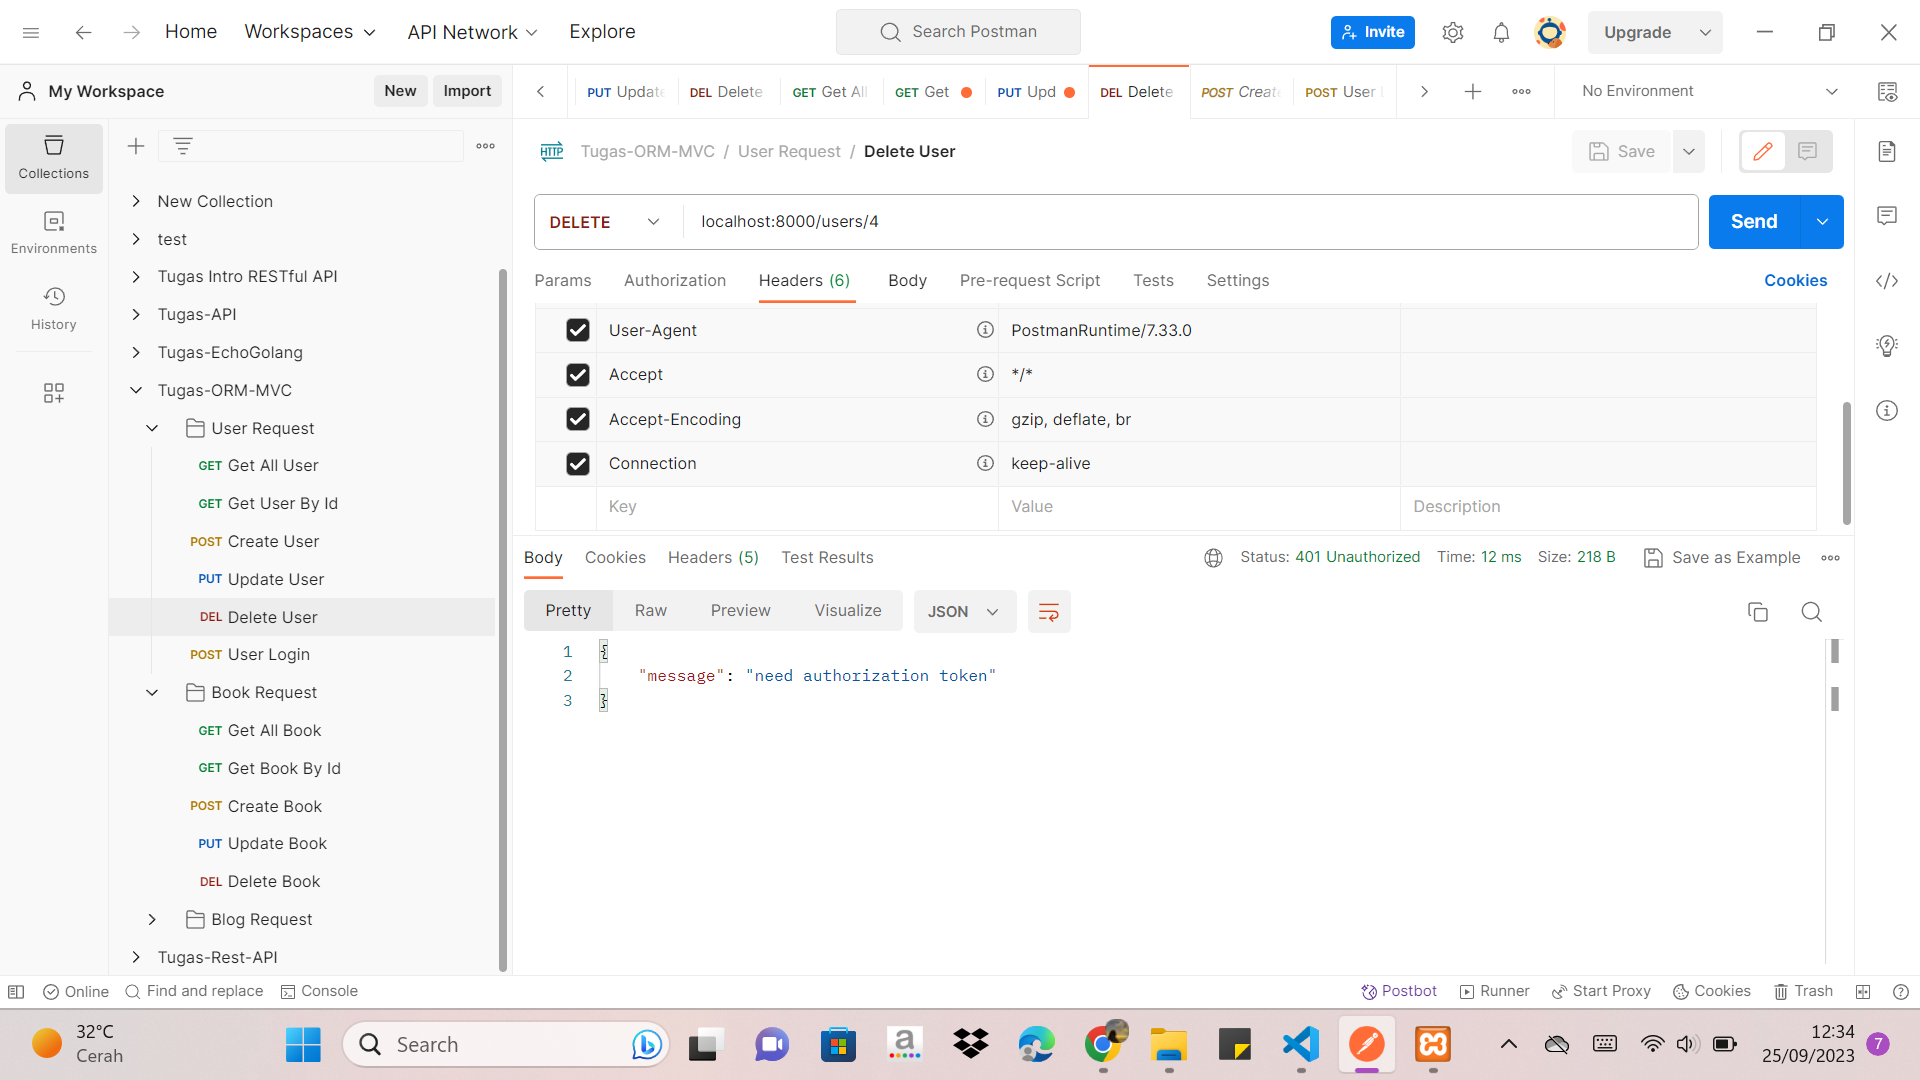 Home Workspaces API Network Explore Search Postman Invite Upgrade
My Workspace New Import
PUT Update DEL Delete GET Get All GET Get PUT Upd DEL Delete POST Create POST User No Environment
Collections
Environments
History
New Collection
test
Tugas Intro RESTful API
Tugas-API
Tugas-EchoGolang
Tugas-ORM-MVC
User Request
GET Get All User
GET Get User By Id
POST Create User
PUT Update User
DEL Delete User
POST User Login
Book Request
GET Get All Book
GET Get Book By Id
POST Create Book
PUT Update Book
DEL Delete Book
Blog Request
Tugas-Rest-API
HTTP Tugas-ORM-MVC / User Request / Delete User Save
DELETE localhost:8000/users/4 Send
Params Authorization Headers (6) Body Pre-request Script Tests Settings Cookies
User-Agent PostmanRuntime/7.33.0
Accept */*
Accept-Encoding gzip, deflate, br
Connection keep-alive
Key Value Description
Body Cookies Headers (5) Test Results Status: 401 Unauthorized Time: 12 ms Size: 218 B Save as Example
Pretty Raw Preview Visualize JSON
1 {
2 "message": "need authorization token"
3 }
Online Find and replace Console Postbot Runner Start Proxy Cookies Trash
32°C
Cerah
Search
12:34
25/09/2023
7